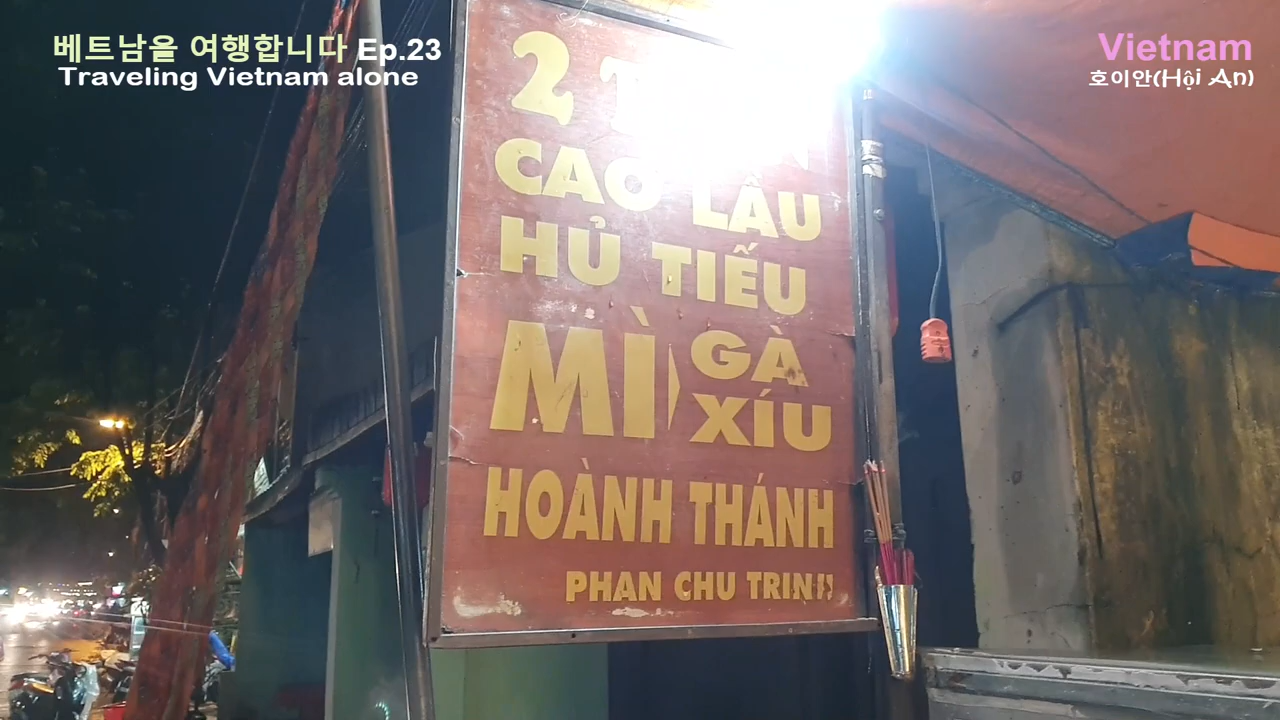 베트남을 여행합니다 Ep.23
Traveling Vietnam alone
Vietnam
호이안(Hội An)
2
CAO LẦU
HỦ TIẾU
MÌ GÀ
XÍU
HOÀNH THÁNH
PHAN CHU TRINH